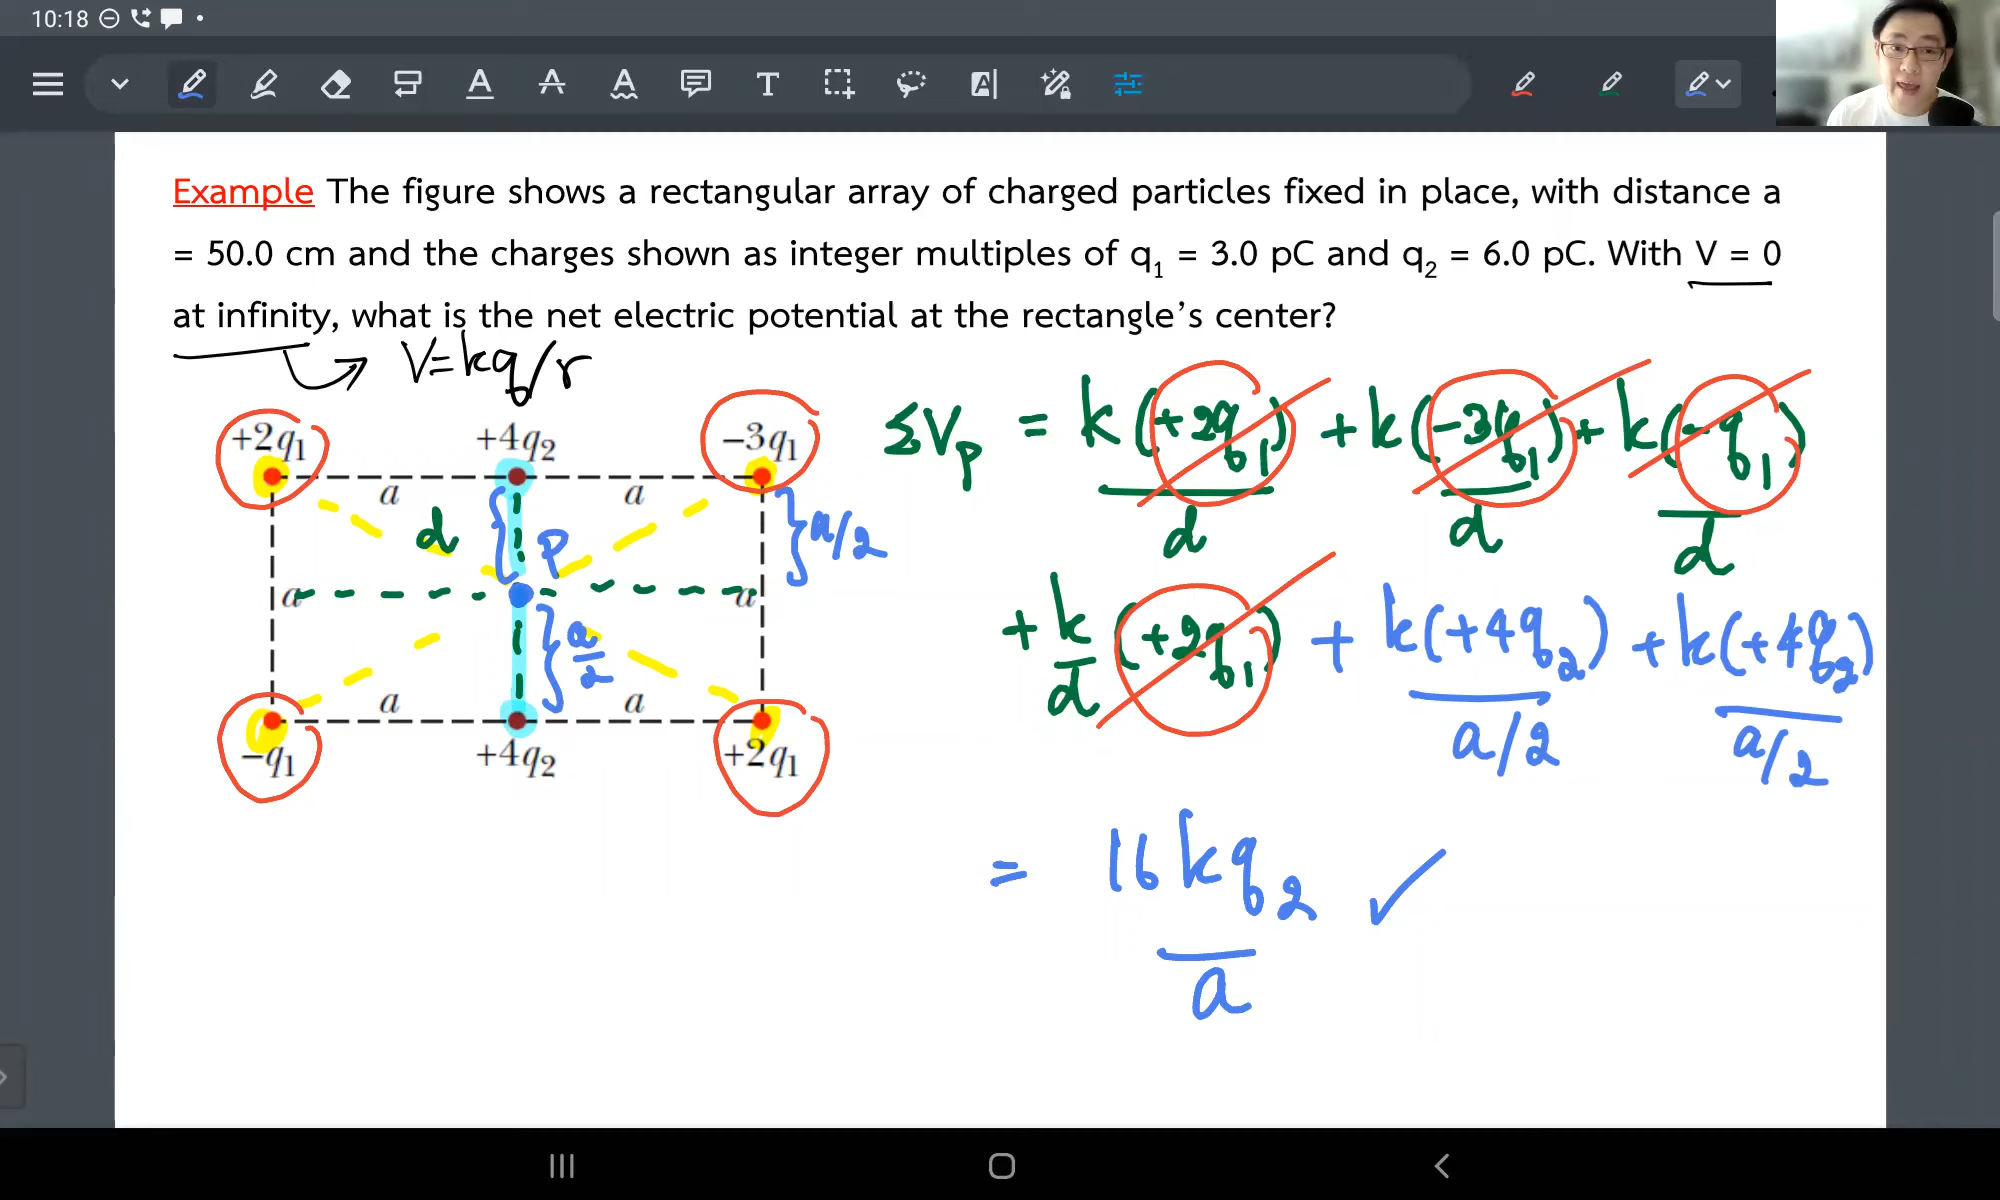 10:18
Example The figure shows a rectangular array of charged particles fixed in place, with distance a
= 50.0 cm and the charges shown as integer multiples of q₁ = 3.0 pC and q₂ = 6.0 pC. With V = 0
at infinity, what is the net electric potential at the rectangle's center?
V=kq/r
+2q₁ +4q₂ −3q₁
a a
d P a/2
a a
a/2
a a
−q₁ +4q₂ +2q₁
ΣVp = k(+2q₁)/d + k(−3q₁)/d + k(−q₁)/d
+ k/d (+2q₁) + k(+4q₂)/a/2 + k(+4q₂)/a/2
= 16kq₂/a ✓